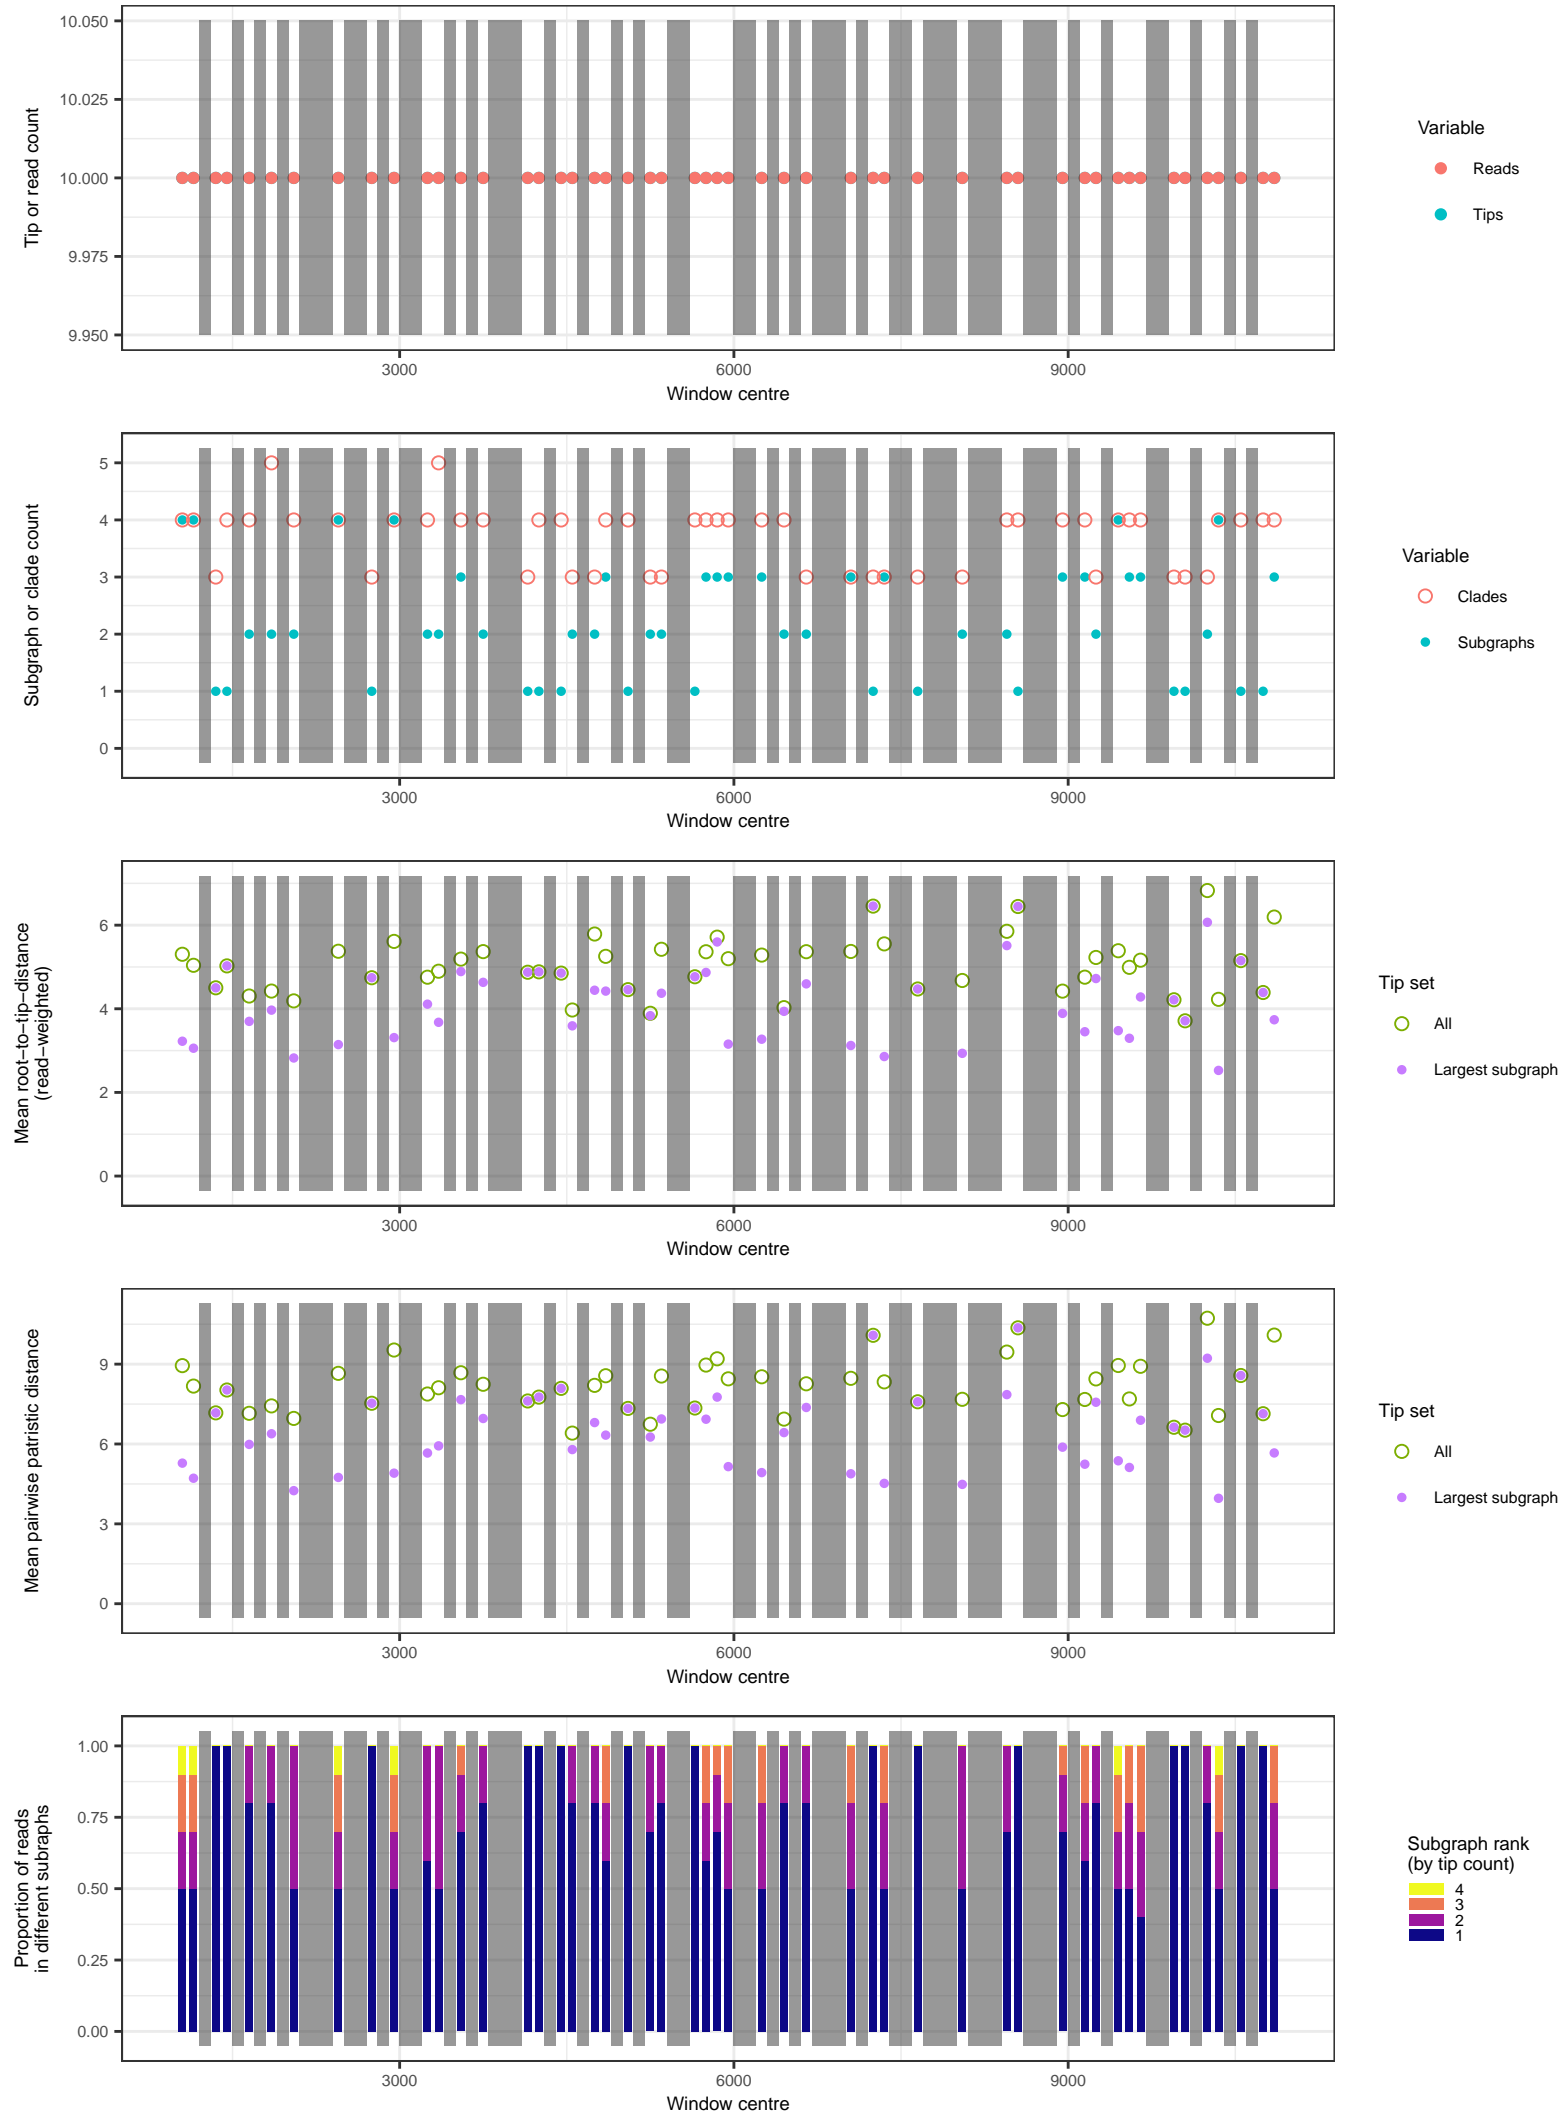 10.050
10.025
10.000
9.975
9.950
Tip or read count
3000
6000
9000
Window centre
Variable
Reads
Tips
5
4
3
2
1
0
Subgraph or clade count
3000
6000
9000
Window centre
Variable
Clades
Subgraphs
6
4
2
0
Mean root−to−tip−distance
(read−weighted)
3000
6000
9000
Window centre
Tip set
All
Largest subgraph
9
6
3
0
Mean pairwise patristic distance
3000
6000
9000
Window centre
Tip set
All
Largest subgraph
1.00
0.75
0.50
0.25
0.00
Proportion of reads
in different subraphs
3000
6000
9000
Window centre
Subgraph rank
(by tip count)
4
3
2
1